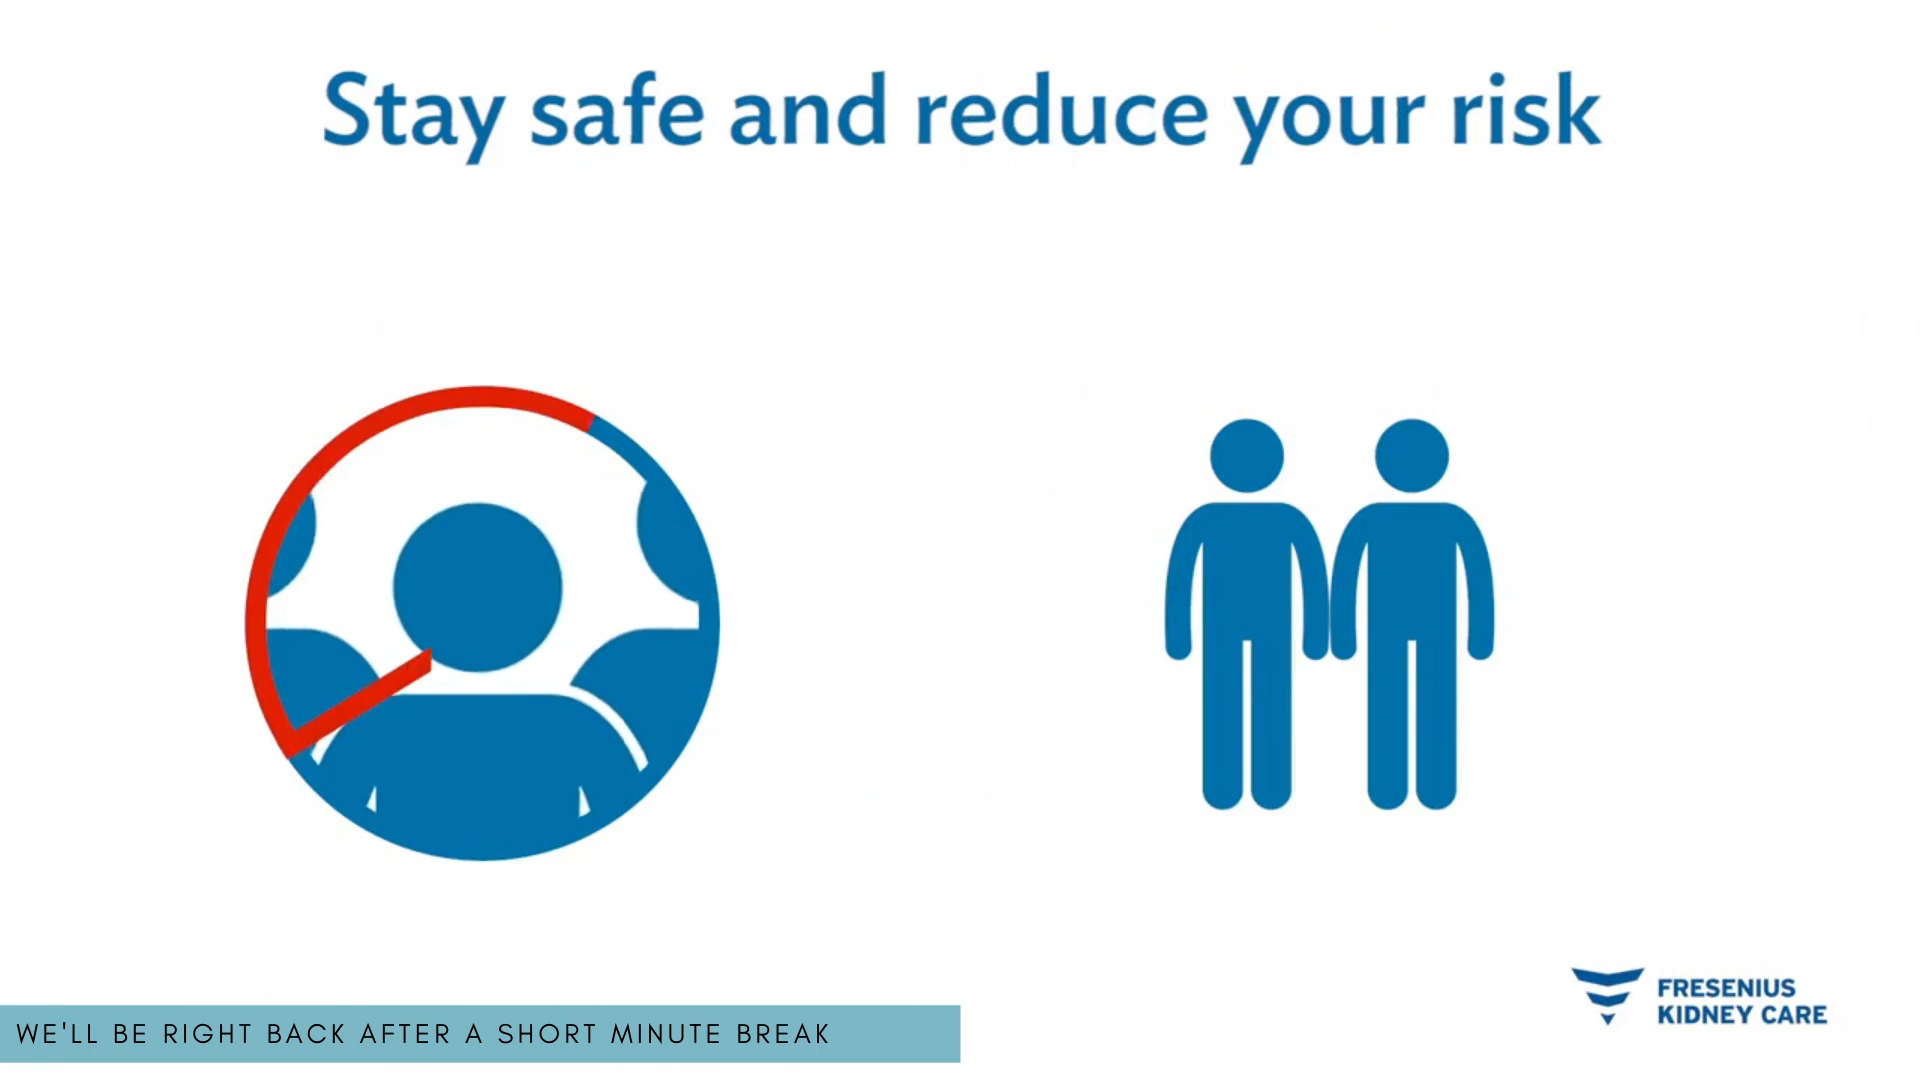 Stay safe and reduce your risk
FRESENIUS
KIDNEY CARE
WE'LL BE RIGHT BACK AFTER A SHORT MINUTE BREAK